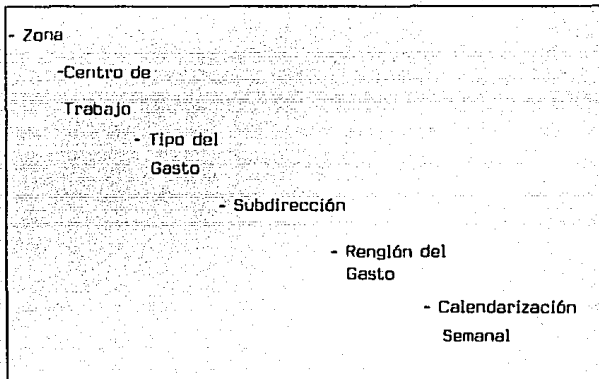 - Zona
-Centro de
Trabajo
- Tipo del
Gasto
- Subdirección
- Renglón del
Gasto
- Calendarización
Semanal